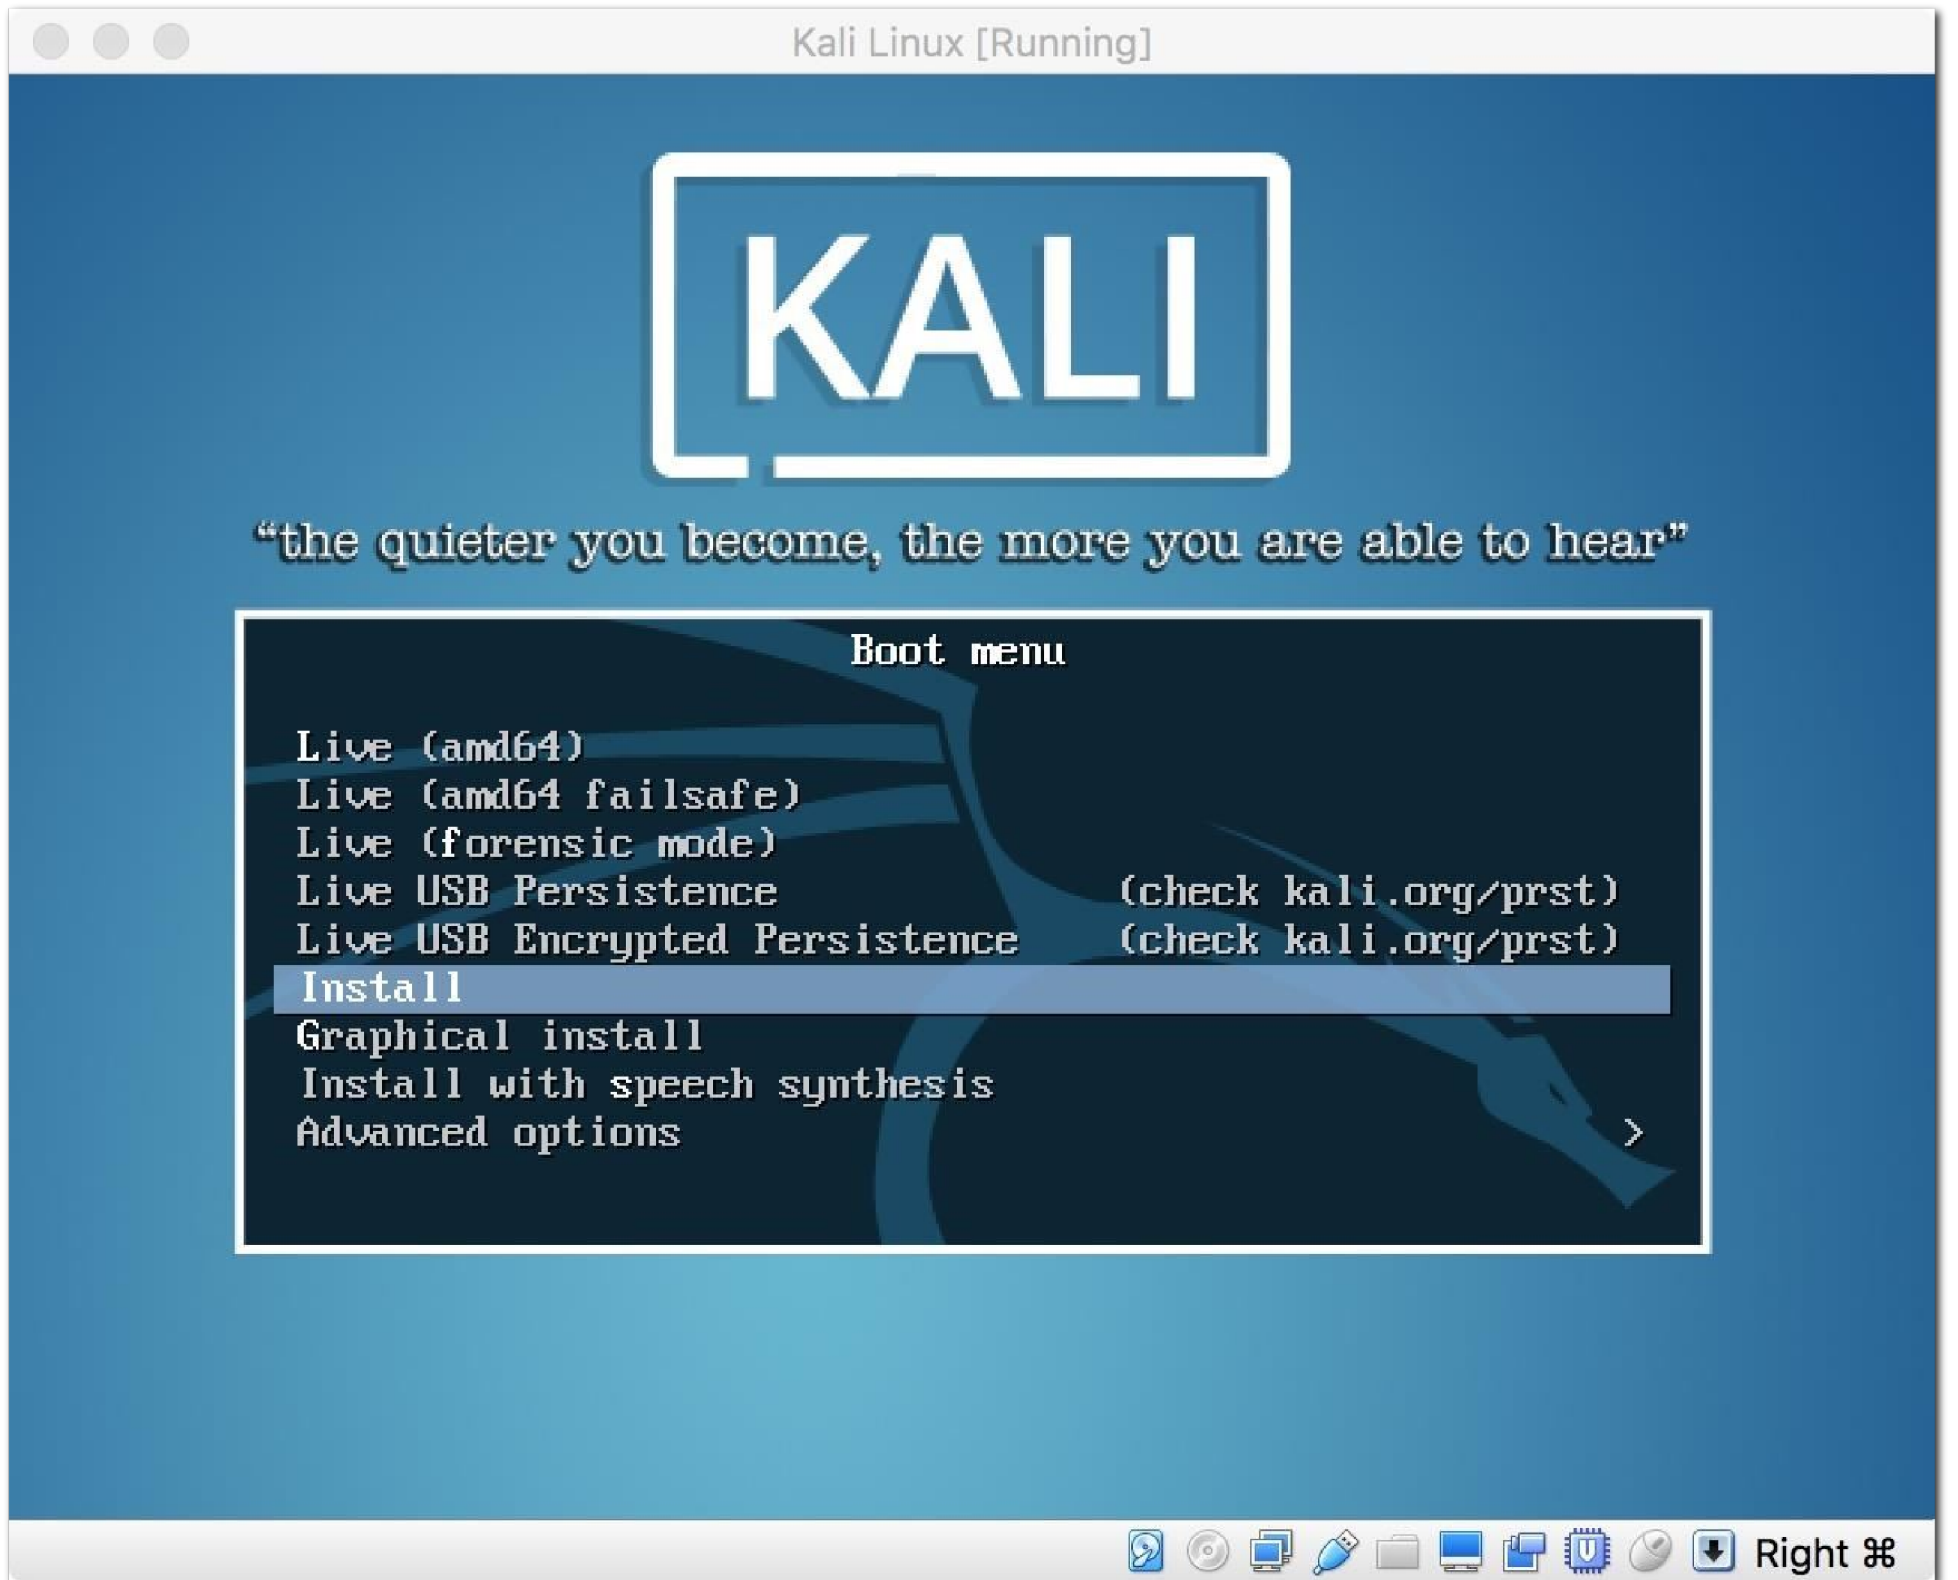 Kali Linux [Running]
KALI
“the quieter you become, the more you are able to hear”
Boot menu
Live (amd64)
Live (amd64 failsafe)
Live (forensic mode)
Live USB Persistence (check kali.org/prst)
Live USB Encrypted Persistence (check kali.org/prst)
Install
Graphical install
Install with speech synthesis
Advanced options >
Right ⌘